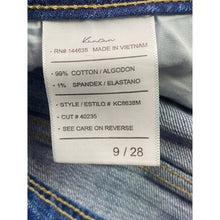 KanCan
- RN# 144638 MADE IN VIETNAM
- 99% COTTON / ALGODON
- 1% SPANDEX / ELASTANO
- STYLE / ESTILO # KC8638M
- CUT # 40235
- SEE CARE ON REVERSE
9 / 28